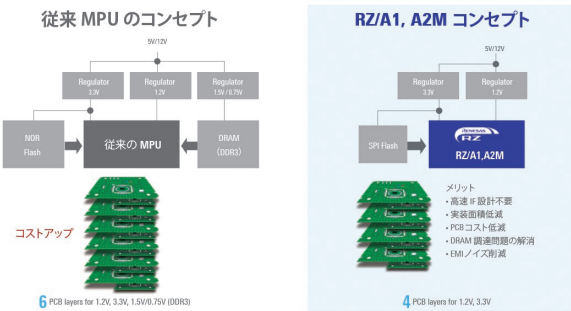 従来 MPU のコンセプト
5V/12V
Regulator
3.3V
Regulator
1.2V
Regulator
1.5V / 0.75V
NOR
Flash
従来の MPU
DRAM
(DDR3)
コストアップ
6 PCB layers for 1.2V, 3.3V, 1.5V/0.75V (DDR3)
RZ/A1, A2M コンセプト
5V/12V
Regulator
3.3V
Regulator
1.2V
SPI Flash
RENESAS
RZ
RZ/A1,A2M
メリット
・高速 IF 設計不要
・実装面積低減
・PCB コスト低減
・DRAM 調達問題の解消
・EMIノイズ削減
4 PCB layers for 1.2V, 3.3V